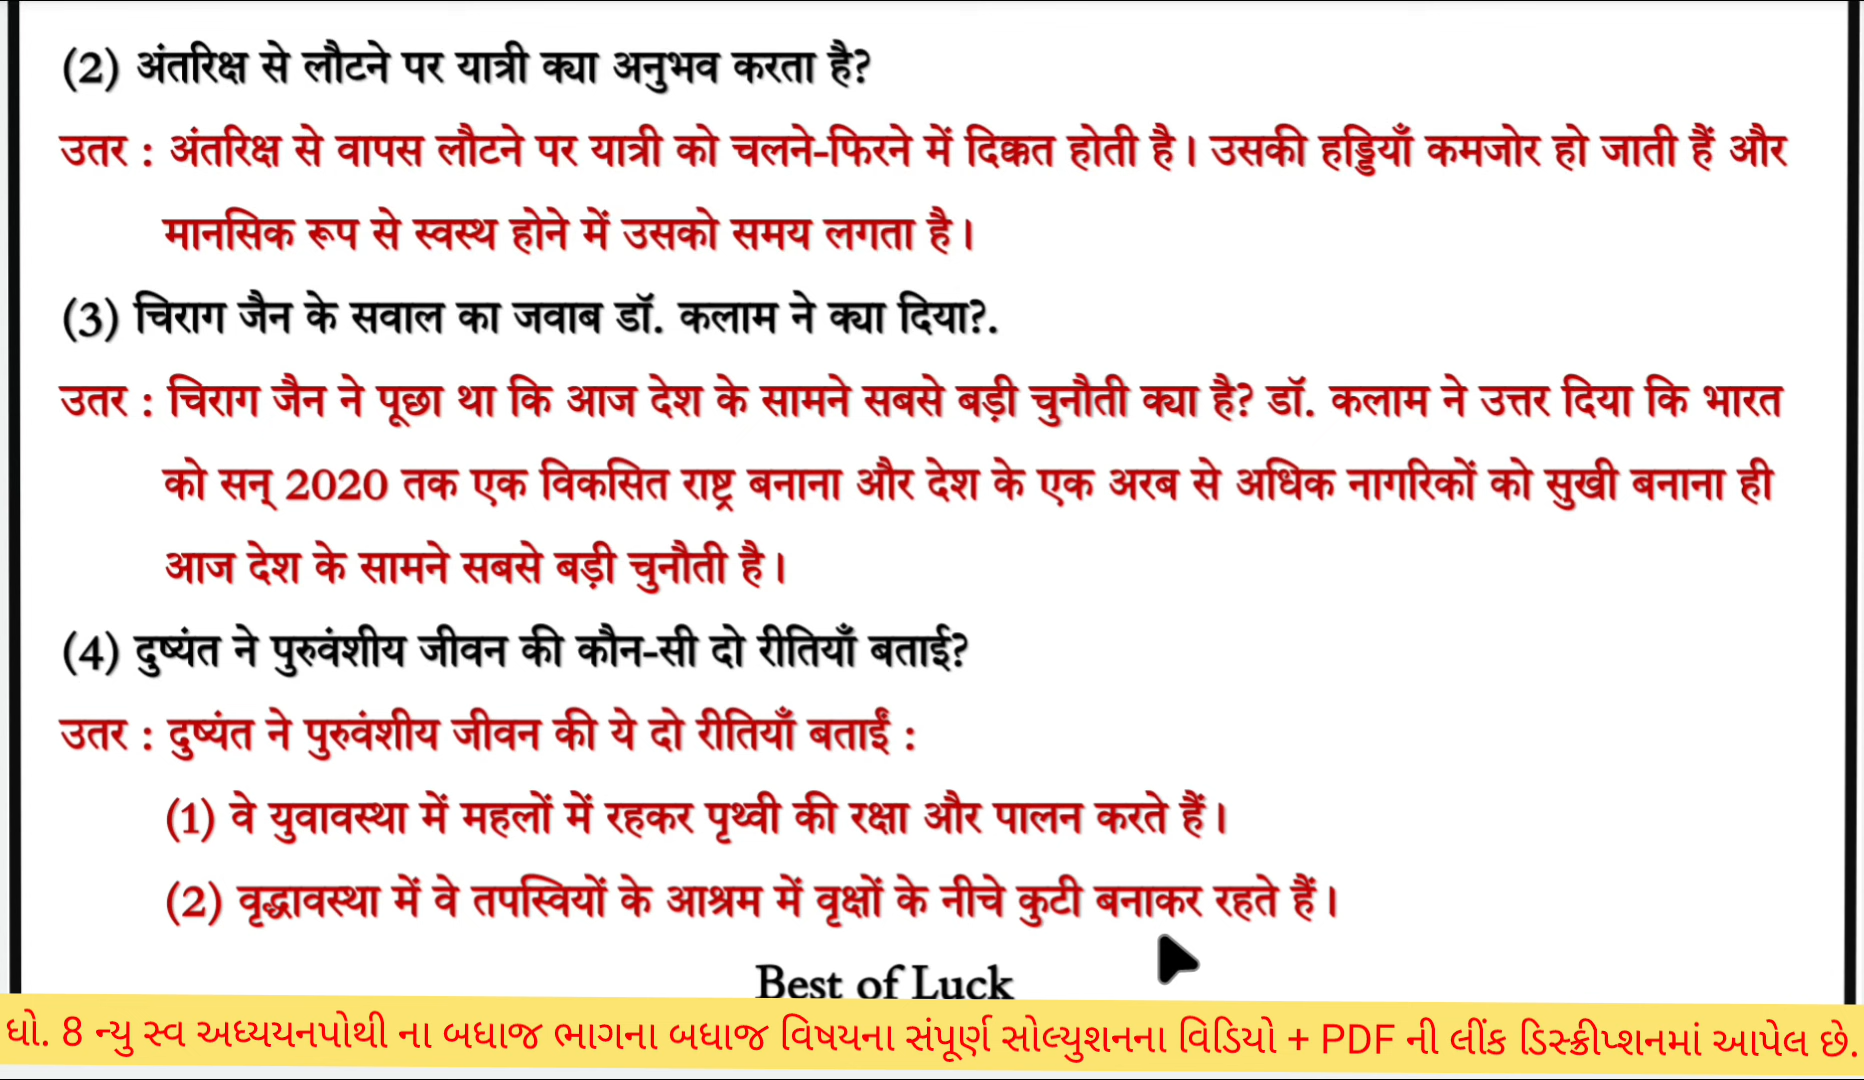 (2) अंतरिक्ष से लौटने पर यात्री क्या अनुभव करता है?
उतर : अंतरिक्ष से वापस लौटने पर यात्री को चलने-फिरने में दिक्कत होती है। उसकी हड्डियाँ कमजोर हो जाती हैं और
मानसिक रूप से स्वस्थ होने में उसको समय लगता है।
(3) चिराग जैन के सवाल का जवाब डॉ. कलाम ने क्या दिया?.
उतर : चिराग जैन ने पूछा था कि आज देश के सामने सबसे बड़ी चुनौती क्या है? डॉ. कलाम ने उत्तर दिया कि भारत
को सन् 2020 तक एक विकसित राष्ट्र बनाना और देश के एक अरब से अधिक नागरिकों को सुखी बनाना ही
आज देश के सामने सबसे बड़ी चुनौती है।
(4) दुष्यंत ने पुरुवंशीय जीवन की कौन-सी दो रीतियाँ बताई?
उतर : दुष्यंत ने पुरुवंशीय जीवन की ये दो रीतियाँ बताईं :
(1) वे युवावस्था में महलों में रहकर पृथ्वी की रक्षा और पालन करते हैं।
(2) वृद्धावस्था में वे तपस्वियों के आश्रम में वृक्षों के नीचे कुटी बनाकर रहते हैं।
Best of Luck
ધો. 8 ન્યુ સ્વ અધ્યયનપોથી ના બધાજ ભાગના બધાજ વિષયના સંપૂર્ણ સોલ્યુશનના વિડિયો + PDF ની લીંક ડિસ્ક્રીપ્શનમાં આપેલ છે.